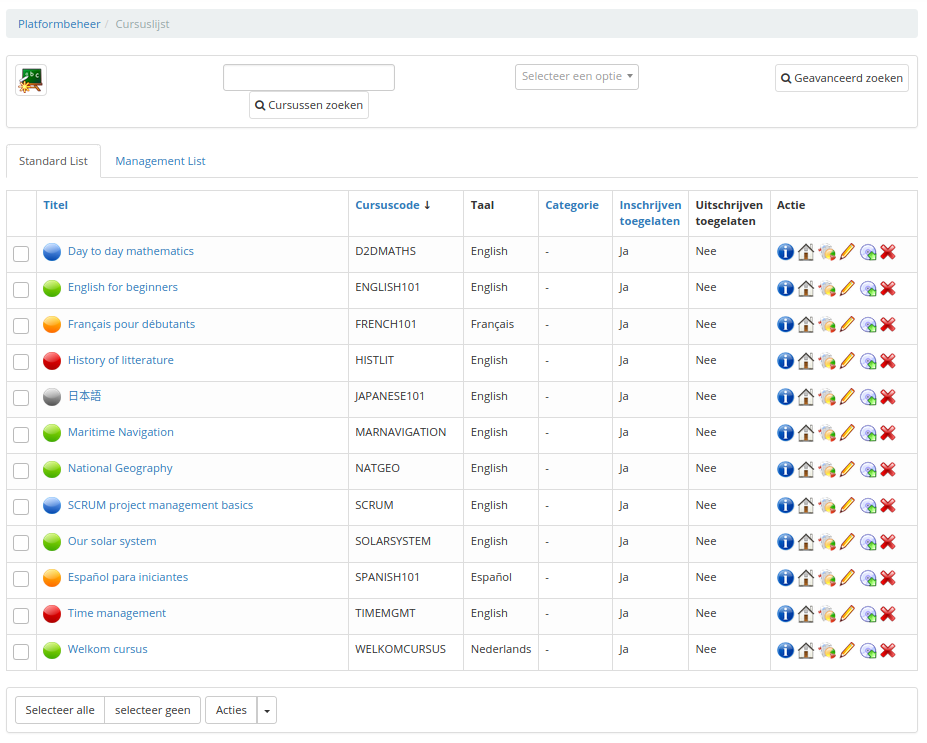 Platformbeheer / Cursuslijst
Selecteer een optie
Geavanceerd zoeken
Cursussen zoeken
Standard List Management List
Titel Cursuscode ↓ Taal Categorie Inschrijven toegelaten Uitschrijven toegelaten Actie
Day to day mathematics D2DMATHS English - Ja Nee
English for beginners ENGLISH101 English - Ja Nee
Français pour débutants FRENCH101 Français - Ja Nee
History of litterature HISTLIT English - Ja Nee
日本語 JAPANESE101 English - Ja Nee
Maritime Navigation MARNAVIGATION English - Ja Nee
National Geography NATGEO English - Ja Nee
SCRUM project management basics SCRUM English - Ja Nee
Our solar system SOLARSYSTEM English - Ja Nee
Español para iniciantes SPANISH101 Español - Ja Nee
Time management TIMEMGMT English - Ja Nee
Welkom cursus WELKOMCURSUS Nederlands - Ja Nee
Selecteer alle selecteer geen Acties